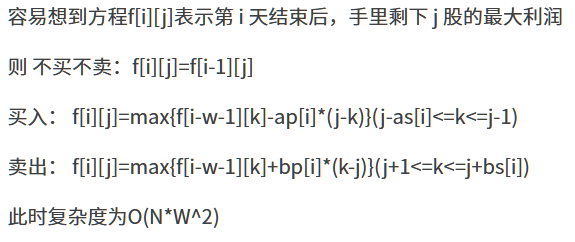 容易想到方程f[i][j]表示第 i 天结束后，手里剩下 j 股的最大利润
则 不买不卖：f[i][j]=f[i-1][j]
买入： f[i][j]=max{f[i-w-1][k]-ap[i]*(j-k)}(j-as[i]<=k<=j-1)
卖出： f[i][j]=max{f[i-w-1][k]+bp[i]*(k-j)}(j+1<=k<=j+bs[i])
此时复杂度为O(N*W^2)